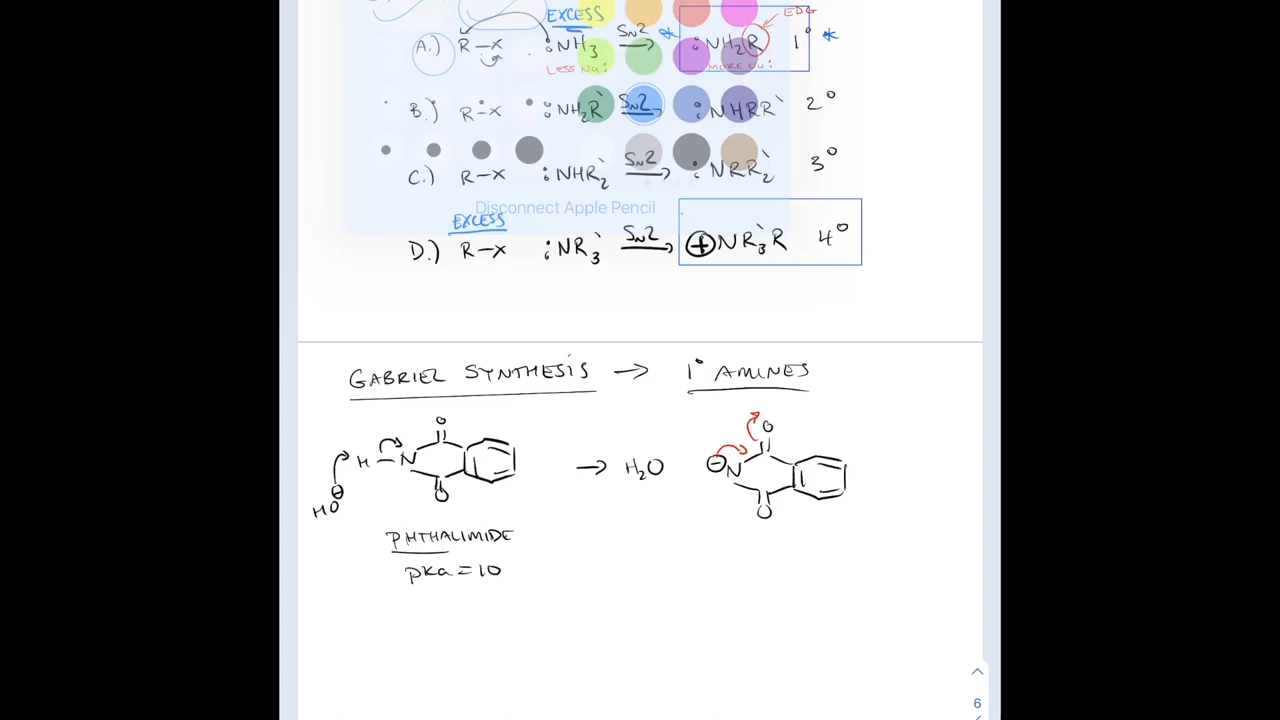 EXCESS
EDG
A.) R-X :NH3 SN2 * :NH2R 1° *
LESS NU: MORE NU:
B.) R-X :NH2R` SN2 :NHRR` 2°
C.) R-X :NHR2` SN2 :NRR2` 3°
Disconnect Apple Pencil
EXCESS
D.) R-X :NR3` SN2 ⊕NR3`R 4°
GABRIEL SYNTHESIS → 1° AMINES
O O
H-N → H2O ⊖N
HO⊖ O O
PHTHALIMIDE
pka=10
6